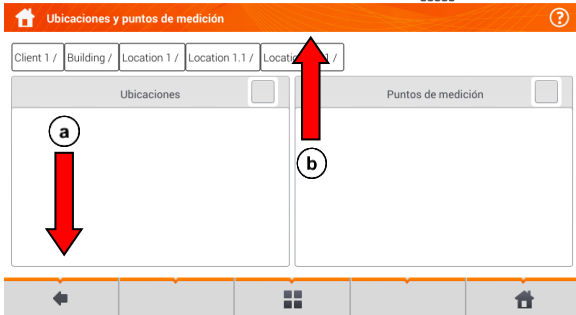 Ubicaciones y puntos de medición
Client 1 / Building / Location 1 / Location 1.1 /
Ubicaciones Puntos de medición
a
b